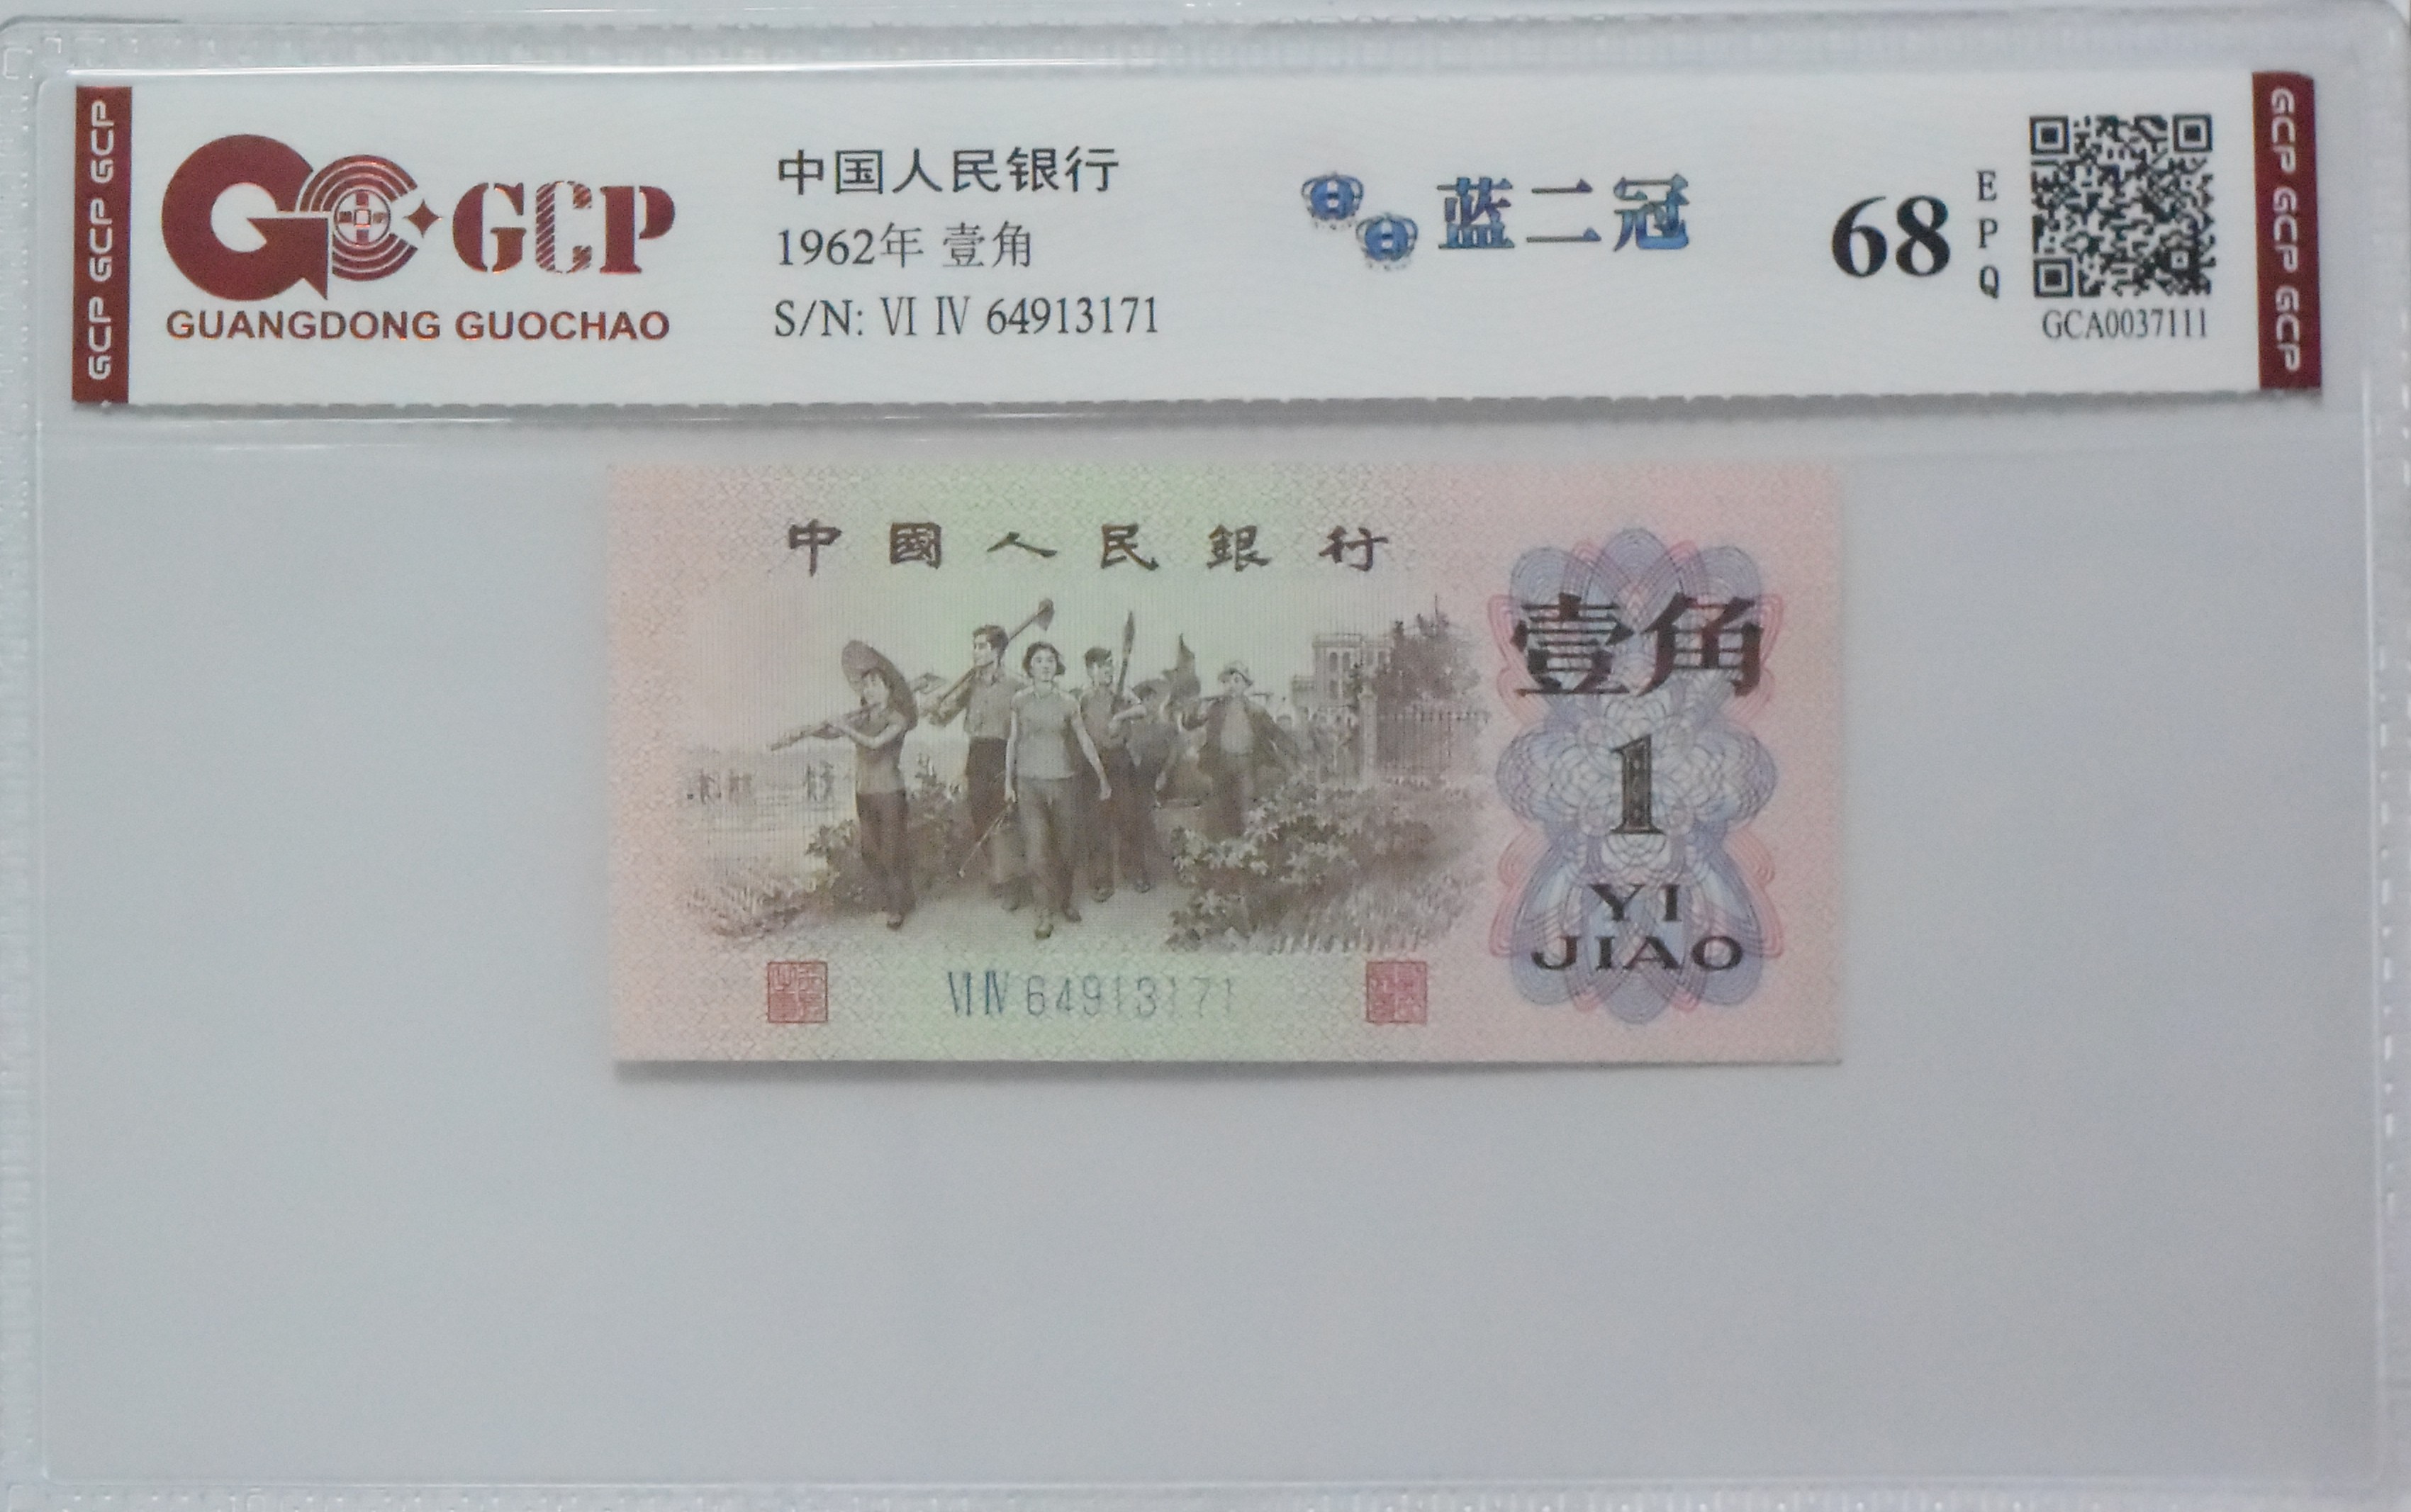 GCP GCP GCP
GCP
GUANGDONG GUOCHAO
中国人民银行
1962年 壹角
S/N: Ⅵ Ⅳ 64913171
蓝二冠
68
EPQ
GCA0037111
GCP GCP GCP
中國人民銀行
壹角
1
YI
JIAO
ⅥⅣ 64913171